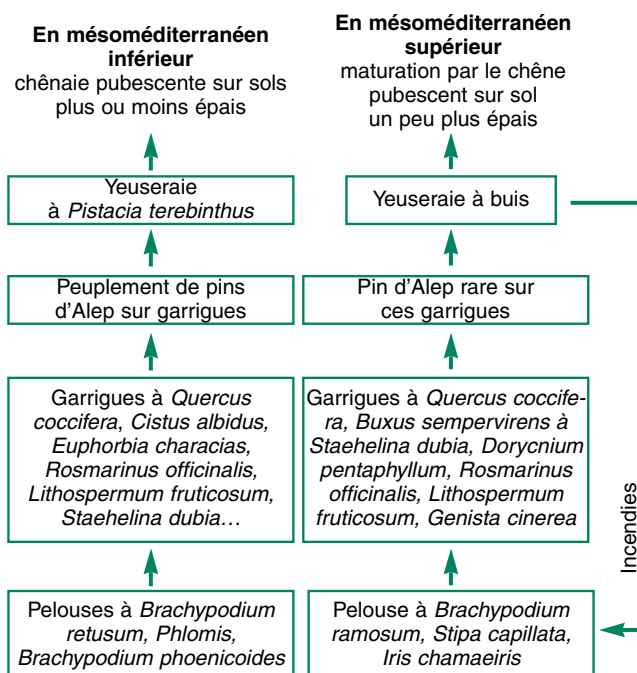 En mésoméditerranéen
inférieur
chênaie pubescente sur sols
plus ou moins épais
En mésoméditerranéen
supérieur
maturation par le chêne
pubescent sur sol
un peu plus épais
Yeuseraie
à Pistacia terebinthus
Yeuseraie à buis
Peuplement de pins
d'Alep sur garrigues
Pin d'Alep rare sur
ces garrigues
Garrigues à Quercus
coccifera, Cistus albidus,
Euphorbia characias,
Rosmarinus officinalis,
Lithospermum fruticosum,
Staehelina dubia…
Garrigues à Quercus coccife-
ra, Buxus sempervirens à
Staehelina dubia, Dorycnium
pentaphyllum, Rosmarinus
officinalis, Lithospermum
fruticosum, Genista cinerea
Incendies
Pelouses à Brachypodium
retusum, Phlomis,
Brachypodium phoenicoides
Pelouse à Brachypodium
ramosum, Stipa capillata,
Iris chamaeiris